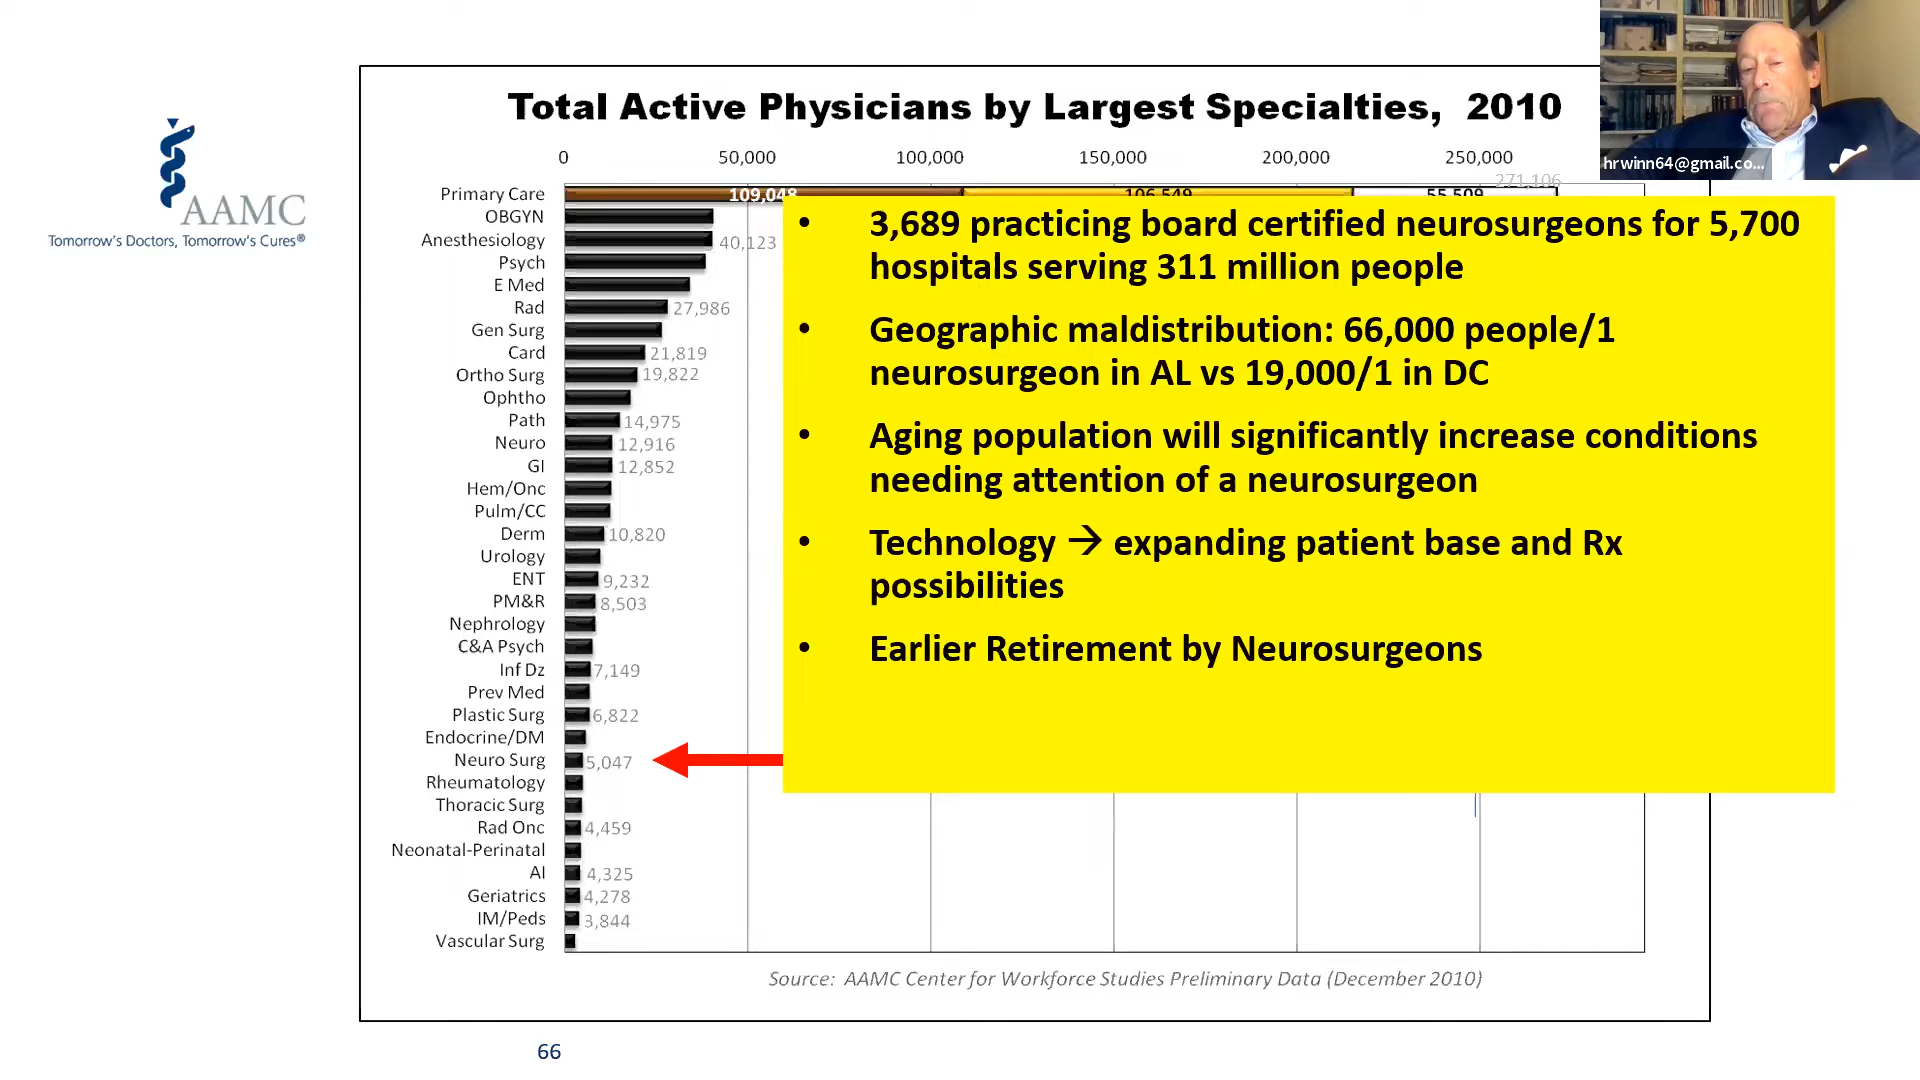 Total Active Physicians by Largest Specialties, 2010
hrwinn64@gmail.co...
AAMC
Tomorrow's Doctors, Tomorrow's Cures®
0 50,000 100,000 150,000 200,000 250,000
271,106
Primary Care 109,048 106,549 55,509
OBGYN
Anesthesiology 40,123
Psych
E Med
Rad 27,986
Gen Surg
Card 21,819
Ortho Surg 19,822
Ophtho
Path 14,975
Neuro 12,916
GI 12,852
Hem/Onc
Pulm/CC
Derm 10,820
Urology
ENT 9,232
PM&R 8,503
Nephrology
C&A Psych
Inf Dz 7,149
Prev Med
Plastic Surg 6,822
Endocrine/DM
Neuro Surg 5,047
Rheumatology
Thoracic Surg
Rad Onc 4,459
Neonatal-Perinatal
AI 4,325
Geriatrics 4,278
IM/Peds 3,844
Vascular Surg
• 3,689 practicing board certified neurosurgeons for 5,700
hospitals serving 311 million people
• Geographic maldistribution: 66,000 people/1
neurosurgeon in AL vs 19,000/1 in DC
• Aging population will significantly increase conditions
needing attention of a neurosurgeon
• Technology → expanding patient base and Rx
possibilities
• Earlier Retirement by Neurosurgeons
Source: AAMC Center for Workforce Studies Preliminary Data (December 2010)
66